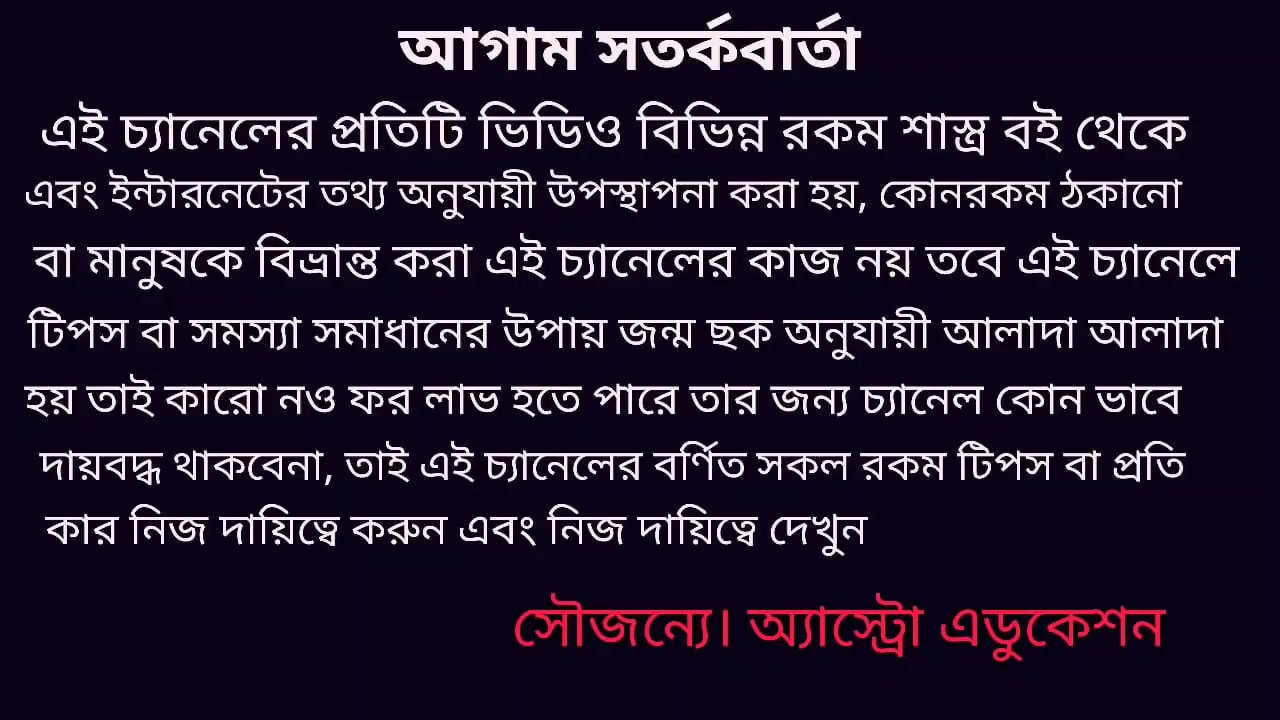 আগাম সতর্কবার্তা
এই চ্যানেলের প্রতিটি ভিডিও বিভিন্ন রকম শাস্ত্র বই থেকে
এবং ইন্টারনেটের তথ্য অনুযায়ী উপস্থাপনা করা হয়, কোনরকম ঠকানো
বা মানুষকে বিভ্রান্ত করা এই চ্যানেলের কাজ নয় তবে এই চ্যানেলে
টিপস বা সমস্যা সমাধানের উপায় জন্ম ছক অনুযায়ী আলাদা আলাদা
হয় তাই কারো নও ফর লাভ হতে পারে তার জন্য চ্যানেল কোন ভাবে
দায়বদ্ধ থাকবেনা, তাই এই চ্যানেলের বর্ণিত সকল রকম টিপস বা প্রতি
কার নিজ দায়িত্বে করুন এবং নিজ দায়িত্বে দেখুন
সৌজন্যে। অ্যাস্ট্রো এডুকেশন